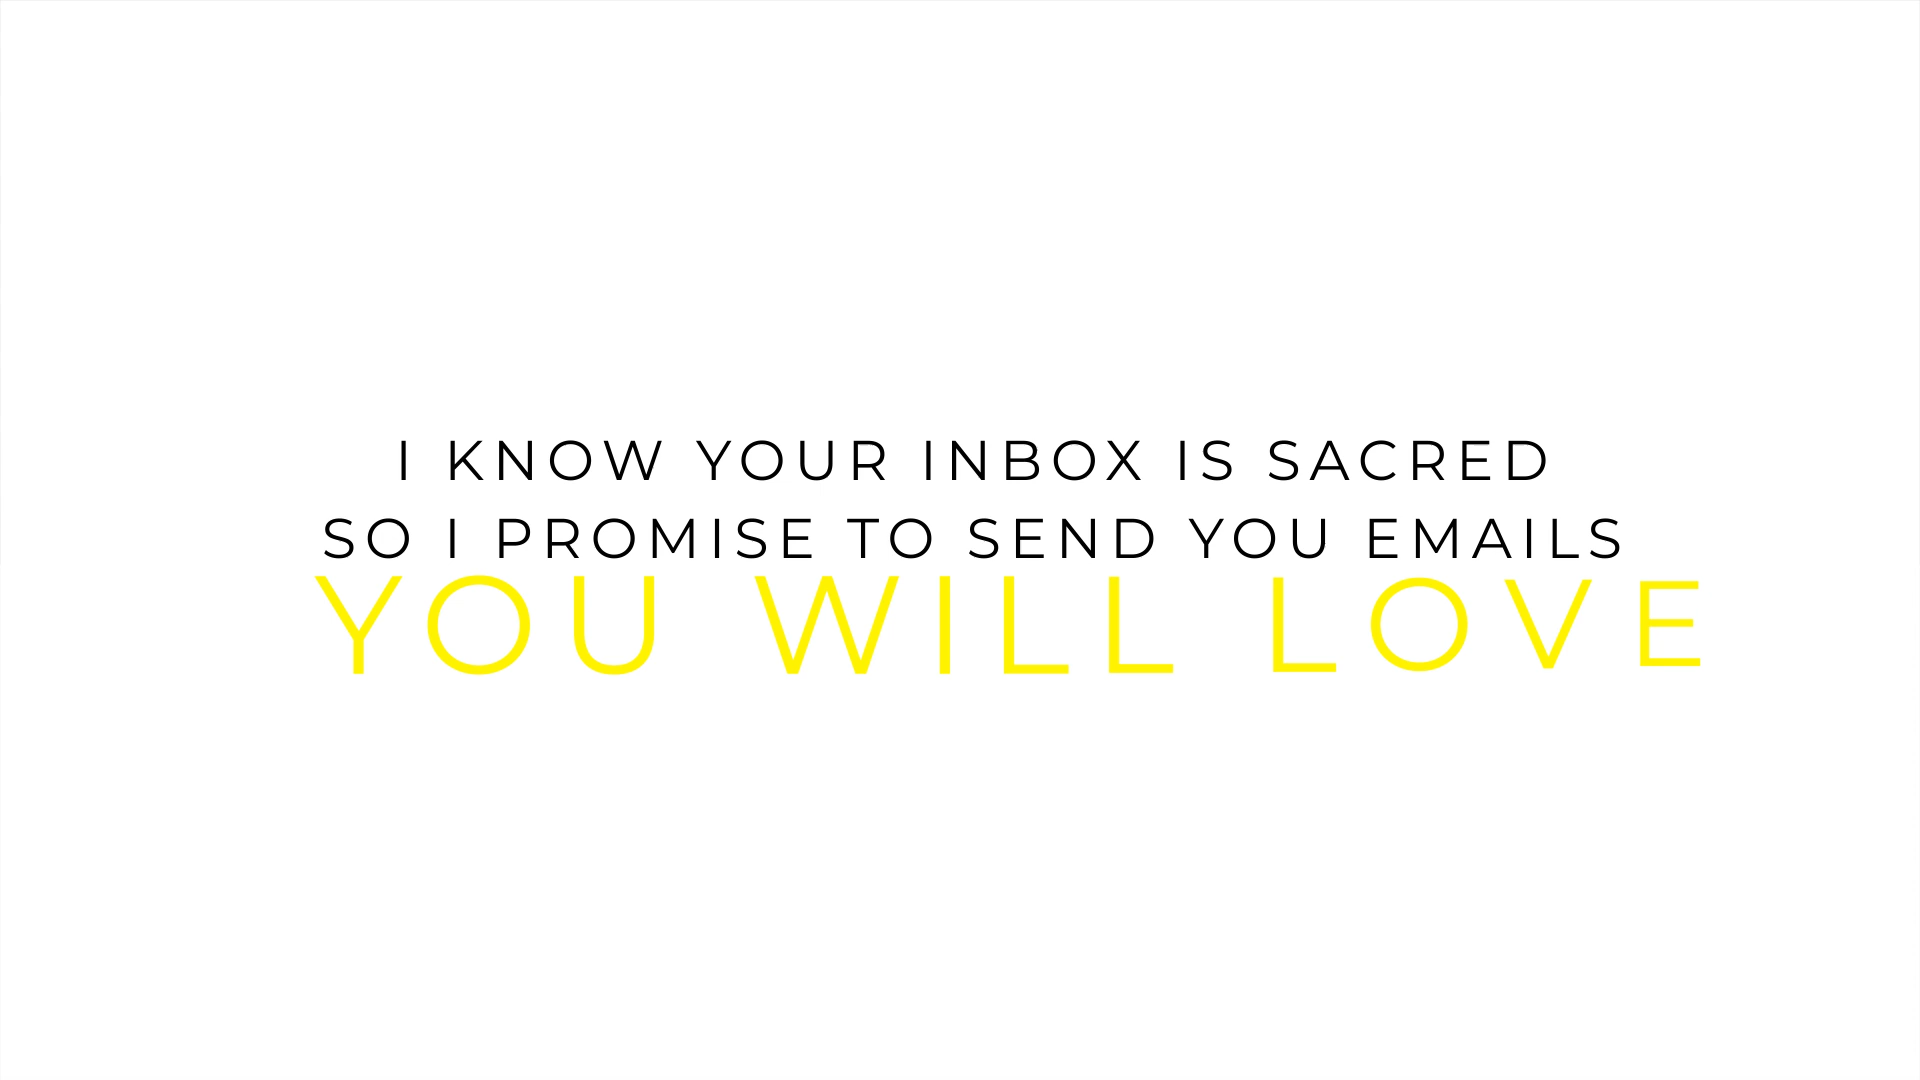 I KNOW YOUR INBOX IS SACRED
SO I PROMISE TO SEND YOU EMAILS
YOU WILL LOVE